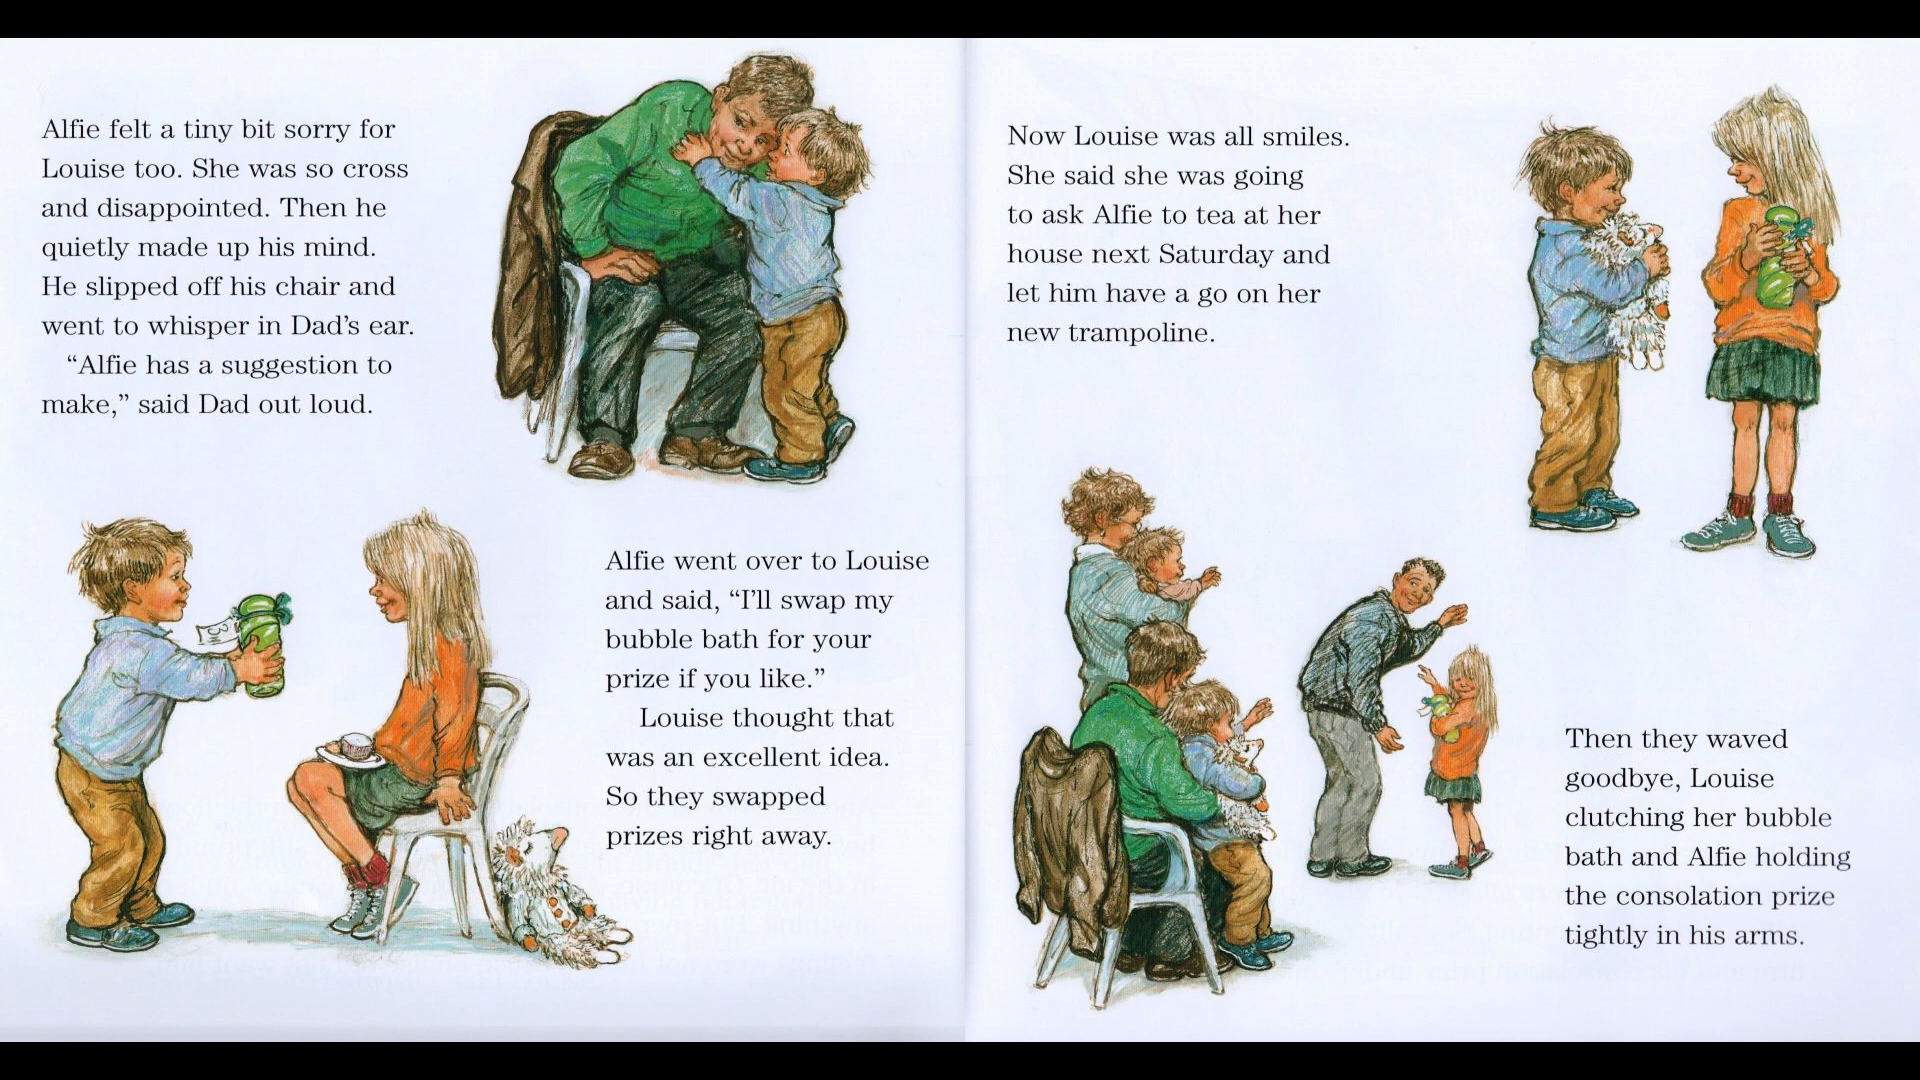 Alfie felt a tiny bit sorry for
Louise too. She was so cross
and disappointed. Then he
quietly made up his mind.
He slipped off his chair and
went to whisper in Dad’s ear.
“Alfie has a suggestion to
make,” said Dad out loud.
Alfie went over to Louise
and said, “I’ll swap my
bubble bath for your
prize if you like.”
Louise thought that
was an excellent idea.
So they swapped
prizes right away.
Now Louise was all smiles.
She said she was going
to ask Alfie to tea at her
house next Saturday and
let him have a go on her
new trampoline.
Then they waved
goodbye, Louise
clutching her bubble
bath and Alfie holding
the consolation prize
tightly in his arms.